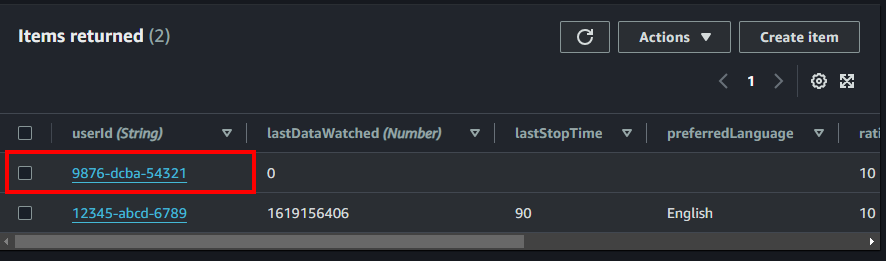 Items returned (2)
Actions
Create item
1
userId (String)
lastDataWatched (Number)
lastStopTime
preferredLanguage
rati
9876-dcba-54321
0
10
12345-abcd-6789
1619156406
90
English
10